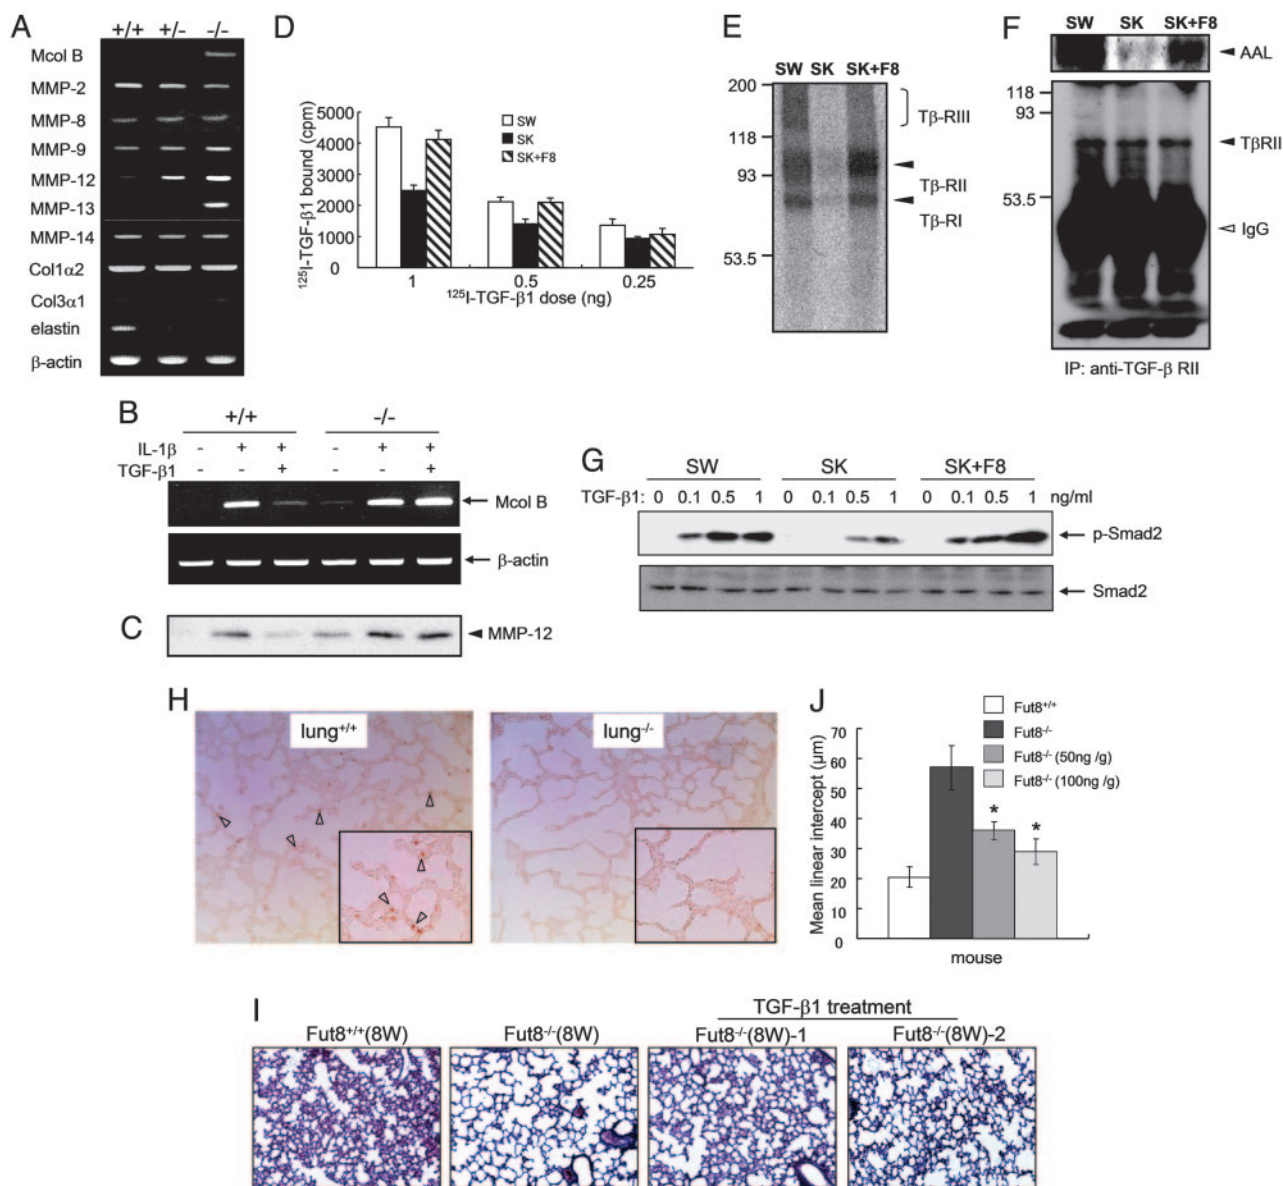 A
+/+ +/- -/-
Mcol B
MMP-2
MMP-8
MMP-9
MMP-12
MMP-13
MMP-14
Col1α2
Col3α1
elastin
β-actin
D
¹²⁵I-TGF-β1 bound (cpm)
5000
4000
3000
2000
1000
0
SW
SK
SK+F8
1 0.5 0.25
¹²⁵I-TGF-β1 dose (ng)
E
SW SK SK+F8
200
118
93
53.5
Tβ-RIII
Tβ-RII
Tβ-RI
F
SW SK SK+F8
AAL
118
93
53.5
TβRII
IgG
IP: anti-TGF-β RII
B
+/+ -/-
IL-1β - + + - + +
TGF-β1 - - + - - +
Mcol B
β-actin
C
MMP-12
G
SW SK SK+F8
TGF-β1: 0 0.1 0.5 1 0 0.1 0.5 1 0 0.1 0.5 1 ng/ml
p-Smad2
Smad2
H
lung+/+
lung-/-
J
Fut8+/+
Fut8-/-
Fut8-/- (50ng /g)
Fut8-/- (100ng /g)
Mean linear intercept (µm)
70
60
50
40
30
20
10
0
* *
mouse
I
TGF-β1 treatment
Fut8+/+(8W)
Fut8-/-(8W)
Fut8-/-(8W)-1
Fut8-/-(8W)-2